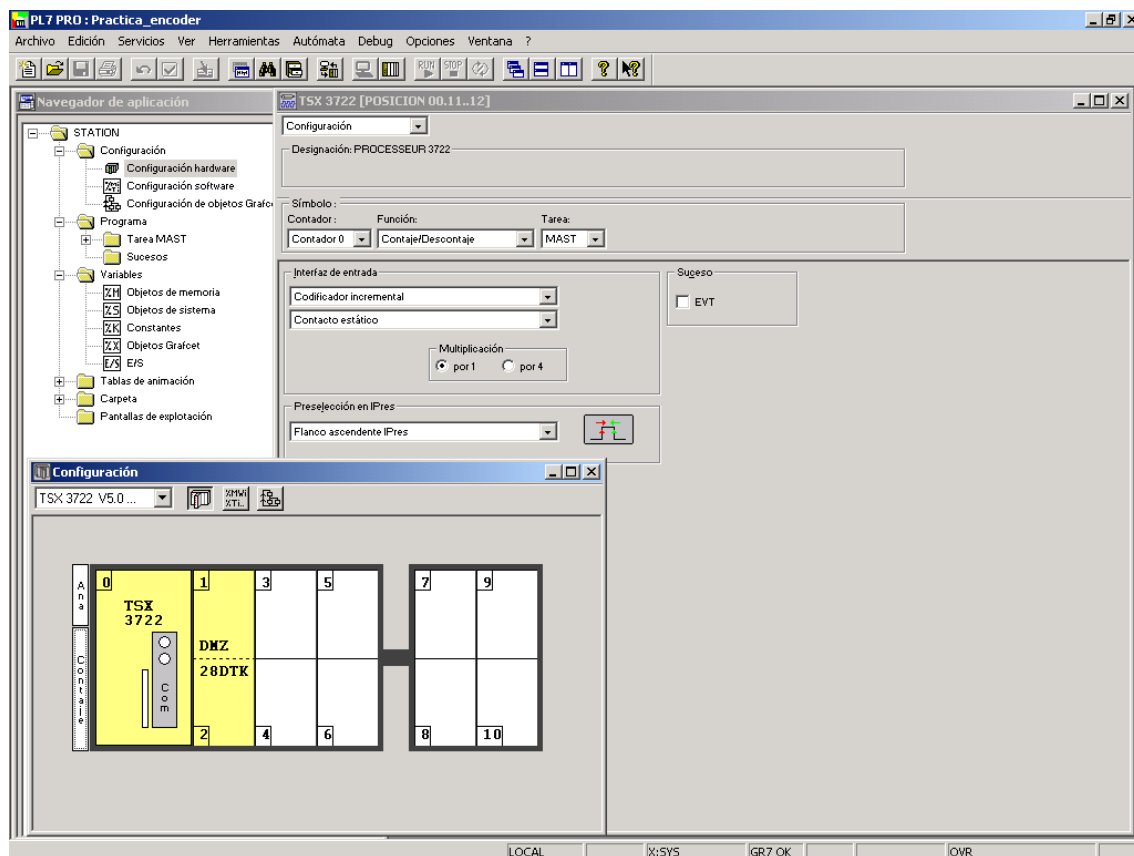 PL7 PRO : Practica_encoder
Archivo Edición Servicios Ver Herramientas Autómata Debug Opciones Ventana ?
RUN STOP
Navegador de aplicación
STATION
Configuración
Configuración hardware
Configuración software
Configuración de objetos Grafc
Programa
Tarea MAST
Sucesos
Variables
%M Objetos de memoria
%S Objetos de sistema
%K Constantes
%X Objetos Grafcet
E/S E/S
Tablas de animación
Carpeta
Pantallas de explotación
TSX 3722 [POSICION 00.11..12]
Configuración
Designación: PROCESSEUR 3722
Símbolo :
Contador : Función: Tarea:
Contador 0 Contaje/Descontaje MAST
Interfaz de entrada
Codificador incremental
Contacto estático
Multiplicación
por 1 por 4
Suceso
EVT
Preselección en IPres
Flanco ascendente IPres
Configuración
TSX 3722 V5.0 ...
%MWi
%Ti..
Ana
Contaje
0 1 3 5 7 9
TSX
3722
DMZ
28DTK
Com
2 4 6 8 10
LOCAL X:SYS GR7 OK OVR